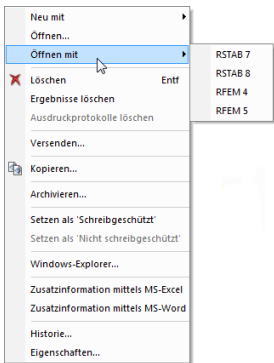 Neu mit
Öffnen...
Öffnen mit
RSTAB 7
Löschen Entf
RSTAB 8
Ergebnisse löschen
RFEM 4
Ausdruckprotokolle löschen
RFEM 5
Versenden...
Kopieren...
Archivieren...
Setzen als 'Schreibgeschützt'
Setzen als 'Nicht schreibgeschützt'
Windows-Explorer...
Zusatzinformation mittels MS-Excel
Zusatzinformation mittels MS-Word
Historie...
Eigenschaften...